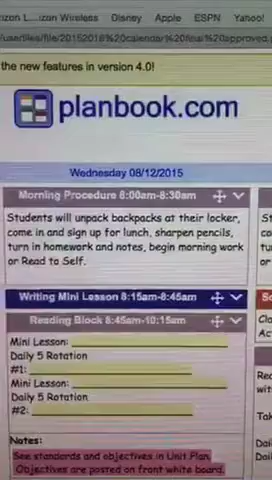 izon Wireless Disney Apple ESPN Yahoo!
the new features in version 4.0!
planbook.com
Wednesday 08/12/2015
Morning Procedure 8:00am-8:30am
Students will unpack backpacks at their locker,
come in and sign up for lunch, sharpen pencils,
turn in homework and notes, begin morning work
or Read to Self.
Writing Mini Lesson 8:15am-8:45am
Reading Block 8:45am-10:15am
Mini Lesson:
Daily 5 Rotation
#1:
Mini Lesson:
Daily 5 Rotation
#2:
Notes:
See standards and objectives in Unit Plan.
Objectives are posted on front white board.